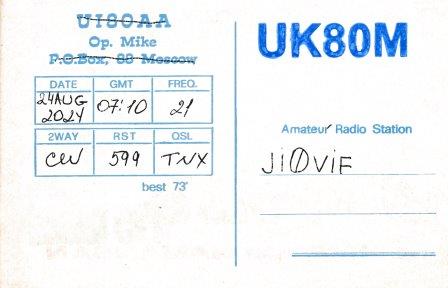 UI8OAA
Op. Mike
P.O.Box, 88 Moscow
DATE GMT FREQ.
24AUG 2024 07:10 21
2WAY RST QSL
CW 599 TNX
best 73'
UK80M
Amateur Radio Station
JIØVIF